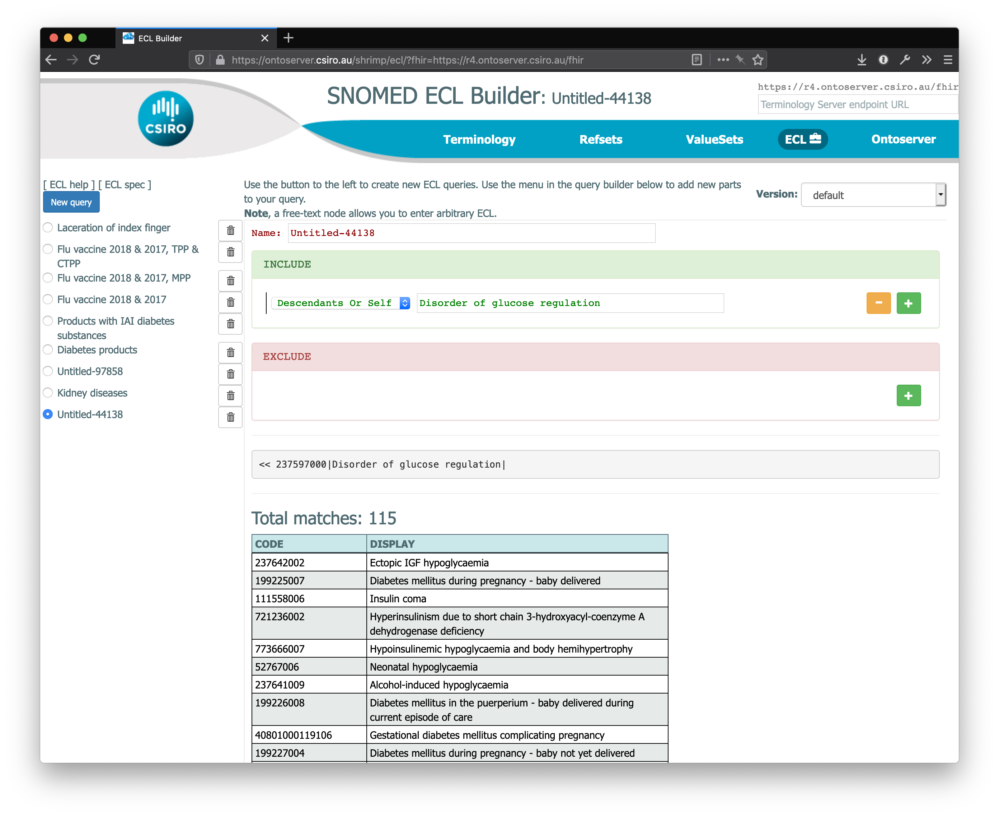 ECL Builder
https://ontoserver.csiro.au/shrimp/ecl/?fhir=https://r4.ontoserver.csiro.au/fhir
CSIRO
SNOMED ECL Builder: Untitled-44138
https://r4.ontoserver.csiro.au/fhir
Terminology Server endpoint URL
Terminology Refsets ValueSets ECL Ontoserver
[ ECL help ] [ ECL spec ]
New query
Laceration of index finger
Flu vaccine 2018 & 2017, TPP &
CTPP
Flu vaccine 2018 & 2017, MPP
Flu vaccine 2018 & 2017
Products with IAI diabetes
substances
Diabetes products
Untitled-97858
Kidney diseases
Untitled-44138
Use the button to the left to create new ECL queries. Use the menu in the query builder below to add new parts
to your query.
Note, a free-text node allows you to enter arbitrary ECL.
Version: default
Name: Untitled-44138
INCLUDE
Descendants Or Self Disorder of glucose regulation
EXCLUDE
<< 237597000|Disorder of glucose regulation|
Total matches: 115
CODE DISPLAY
237642002 Ectopic IGF hypoglycaemia
199225007 Diabetes mellitus during pregnancy - baby delivered
111558006 Insulin coma
721236002 Hyperinsulinism due to short chain 3-hydroxyacyl-coenzyme A
dehydrogenase deficiency
773666007 Hypoinsulinemic hypoglycaemia and body hemihypertrophy
52767006 Neonatal hypoglycaemia
237641009 Alcohol-induced hypoglycaemia
199226008 Diabetes mellitus in the puerperium - baby delivered during
current episode of care
40801000119106 Gestational diabetes mellitus complicating pregnancy
199227004 Diabetes mellitus during pregnancy - baby not yet delivered